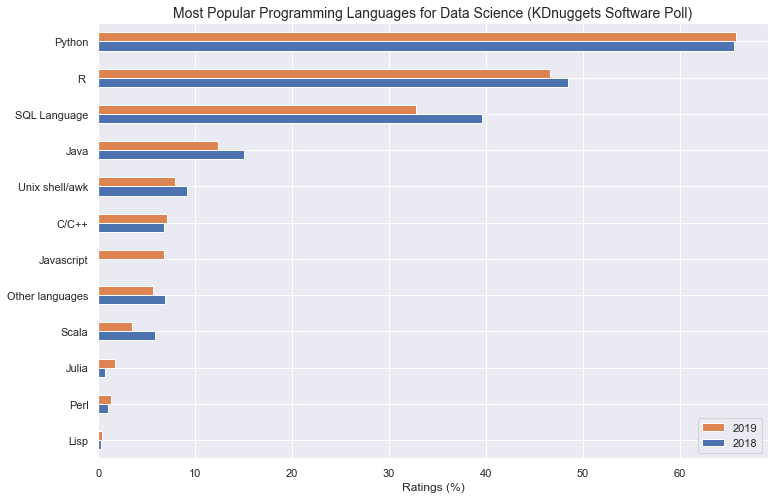 Most Popular Programming Languages for Data Science (KDnuggets Software Poll)
Python
R
SQL Language
Java
Unix shell/awk
C/C++
Javascript
Other languages
Scala
Julia
Perl
Lisp
0 10 20 30 40 50 60
Ratings (%)
2019
2018